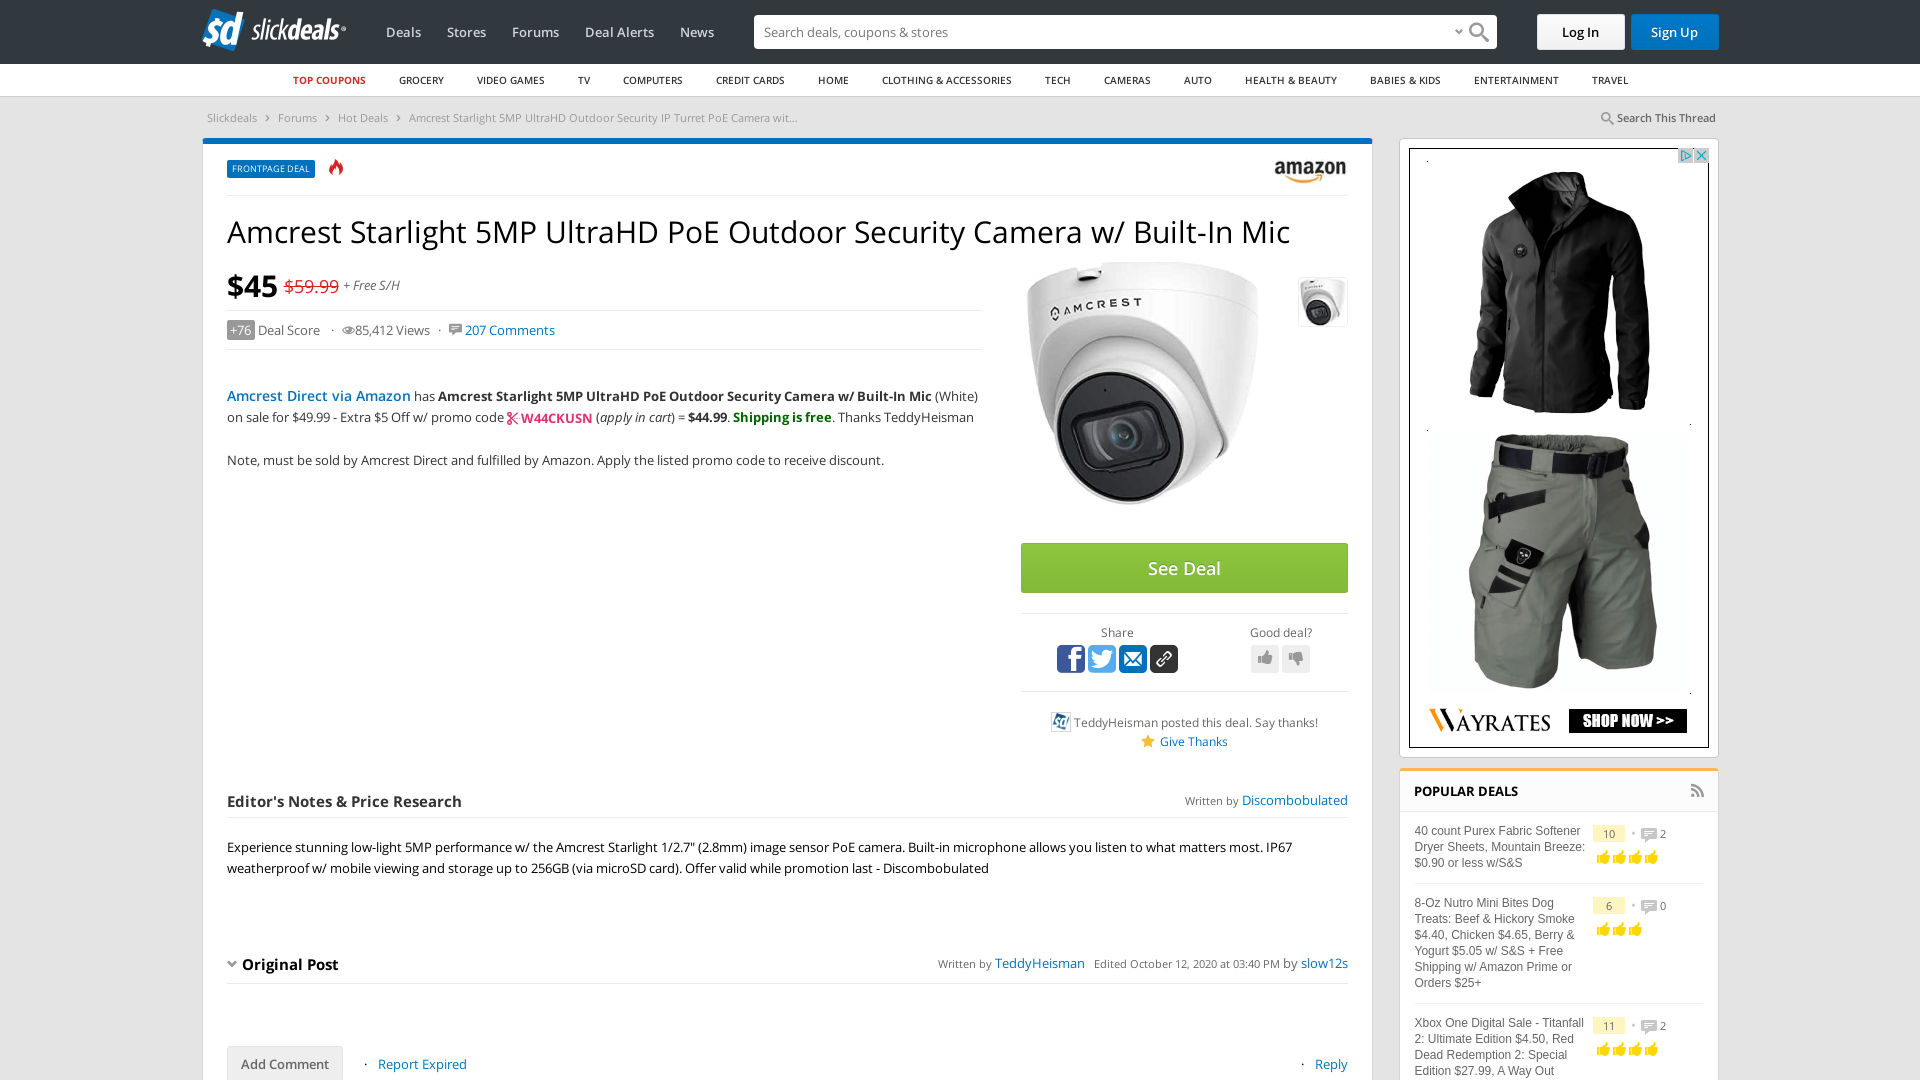 sd slickdeals
Deals
Stores
Forums
Deal Alerts
News
Search deals, coupons & stores
Log In
Sign Up
TOP COUPONS
GROCERY
VIDEO GAMES
TV
COMPUTERS
CREDIT CARDS
HOME
CLOTHING & ACCESSORIES
TECH
CAMERAS
AUTO
HEALTH & BEAUTY
BABIES & KIDS
ENTERTAINMENT
TRAVEL
Slickdeals > Forums > Hot Deals > Amcrest Starlight 5MP UltraHD Outdoor Security IP Turret PoE Camera wit...
Search This Thread
FRONTPAGE DEAL
amazon
Amcrest Starlight 5MP UltraHD PoE Outdoor Security Camera w/ Built-In Mic
$45 $59.99 + Free S/H
+76 Deal Score · 85,412 Views · 207 Comments
AMCREST
Amcrest Direct via Amazon has Amcrest Starlight 5MP UltraHD PoE Outdoor Security Camera w/ Built-In Mic (White)
on sale for $49.99 - Extra $5 Off w/ promo code W44CKUSN (apply in cart) = $44.99. Shipping is free. Thanks TeddyHeisman
Note, must be sold by Amcrest Direct and fulfilled by Amazon. Apply the listed promo code to receive discount.
See Deal
Share
Good deal?
TeddyHeisman posted this deal. Say thanks!
Give Thanks
Editor's Notes & Price Research
Written by Discombobulated
Experience stunning low-light 5MP performance w/ the Amcrest Starlight 1/2.7" (2.8mm) image sensor PoE camera. Built-in microphone allows you listen to what matters most. IP67
weatherproof w/ mobile viewing and storage up to 256GB (via microSD card). Offer valid while promotion last - Discombobulated
Original Post
Written by TeddyHeisman Edited October 12, 2020 at 03:40 PM by slow12s
Add Comment
· Report Expired
· Reply
WAYRATES
SHOP NOW >>
POPULAR DEALS
40 count Purex Fabric Softener
Dryer Sheets, Mountain Breeze:
$0.90 or less w/S&S
10 • 2
8-Oz Nutro Mini Bites Dog
Treats: Beef & Hickory Smoke
$4.40, Chicken $4.65, Berry &
Yogurt $5.05 w/ S&S + Free
Shipping w/ Amazon Prime or
Orders $25+
6 • 0
Xbox One Digital Sale - Titanfall
2: Ultimate Edition $4.50, Red
Dead Redemption 2: Special
Edition $27.99, A Way Out
11 • 2